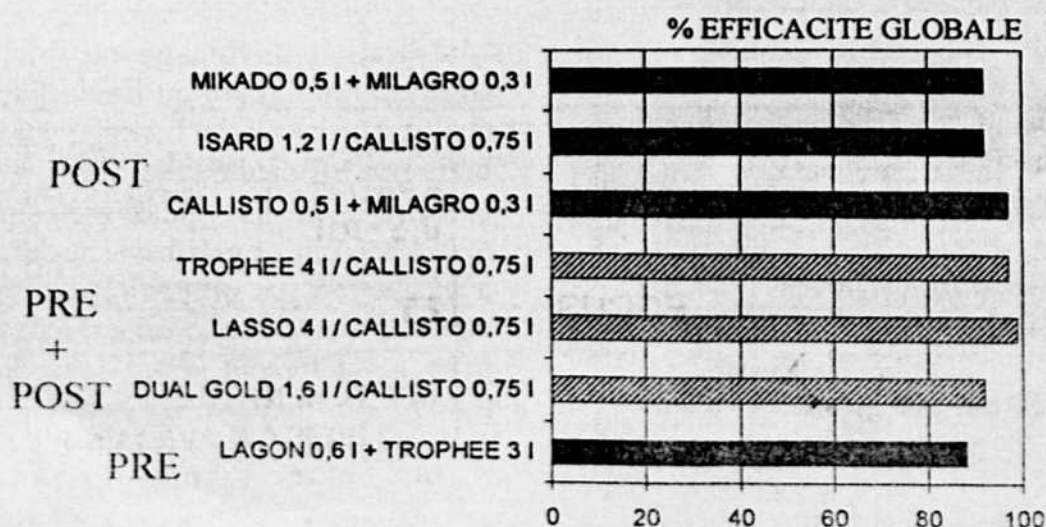 % EFFICACITE GLOBALE
MIKADO 0,5 l + MILAGRO 0,3 l
ISARD 1,2 l / CALLISTO 0,75 l
POST
CALLISTO 0,5 l + MILAGRO 0,3 l
TROPHEE 4 l / CALLISTO 0,75 l
PRE
LASSO 4 l / CALLISTO 0,75 l
+
POST
DUAL GOLD 1,6 l / CALLISTO 0,75 l
PRE
LAGON 0,6 l + TROPHEE 3 l
0 20 40 60 80 100